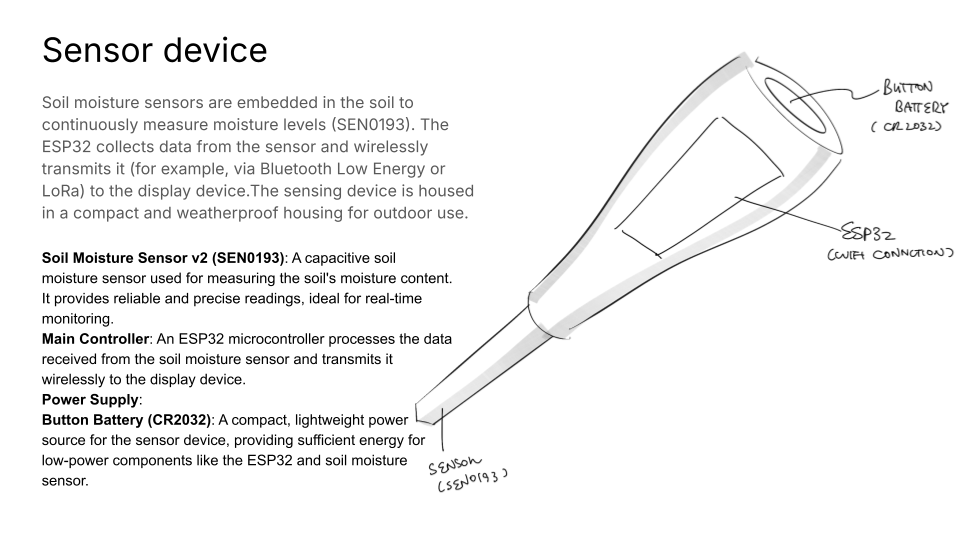 Sensor device
Soil moisture sensors are embedded in the soil to
continuously measure moisture levels (SEN0193). The
ESP32 collects data from the sensor and wirelessly
transmits it (for example, via Bluetooth Low Energy or
LoRa) to the display device.The sensing device is housed
in a compact and weatherproof housing for outdoor use.
Soil Moisture Sensor v2 (SEN0193): A capacitive soil
moisture sensor used for measuring the soil's moisture content.
It provides reliable and precise readings, ideal for real-time
monitoring.
Main Controller: An ESP32 microcontroller processes the data
received from the soil moisture sensor and transmits it
wirelessly to the display device.
Power Supply:
Button Battery (CR2032): A compact, lightweight power
source for the sensor device, providing sufficient energy for
low-power components like the ESP32 and soil moisture
sensor.
BUTTON
BATTERY
(CR2032)
ESP32
SENSOR
(SEN0193)